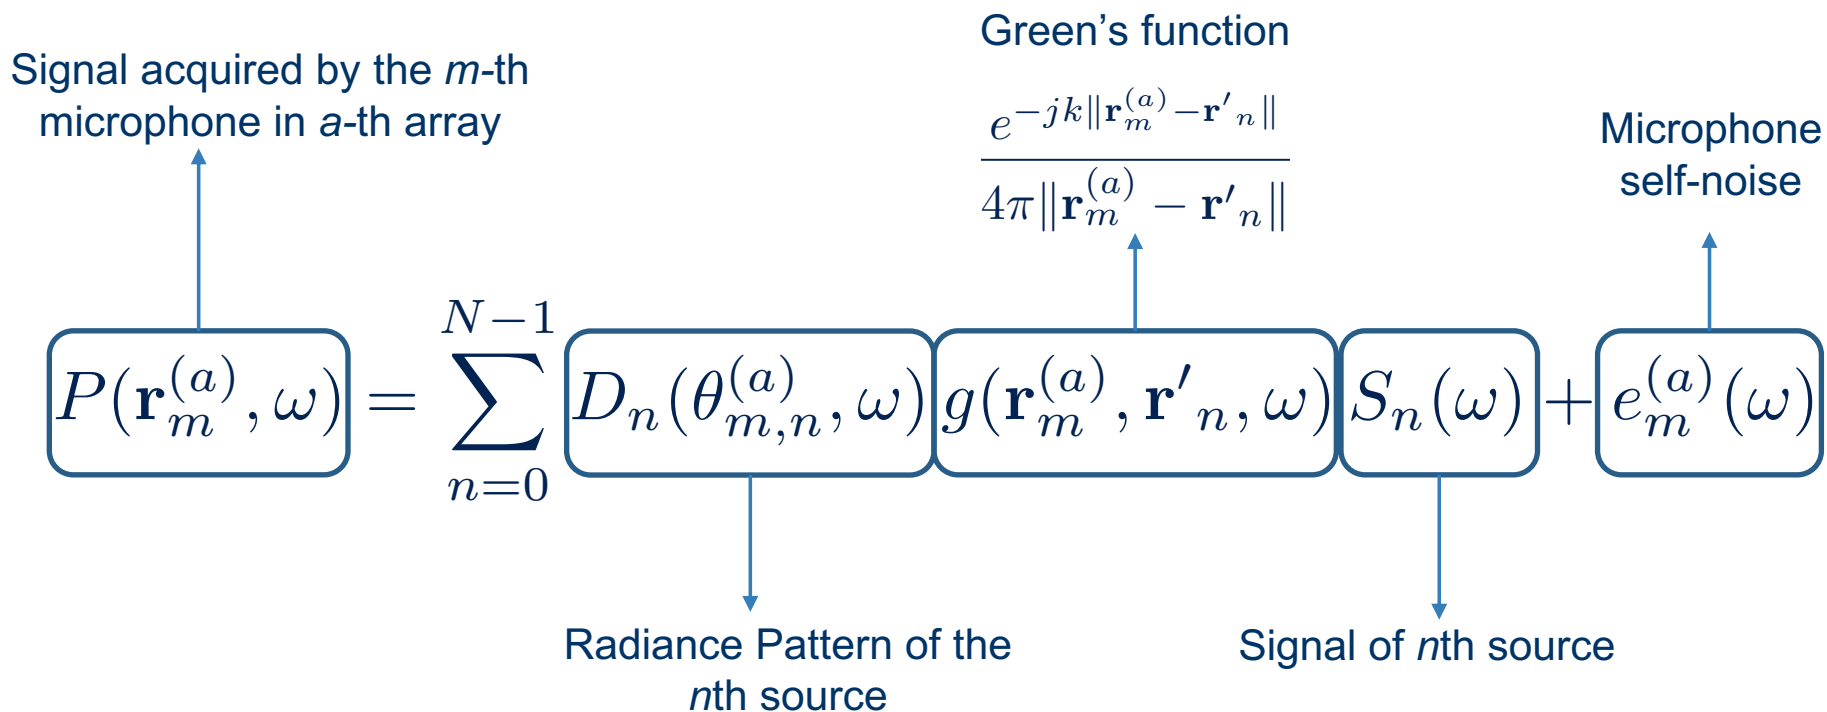 Green’s function
Signal acquired by the m-th
microphone in a-th array
e^{-jk‖𝐫_m^{(a)}−𝐫′_n‖}
4π‖𝐫_m^{(a)} − 𝐫′_n‖
Microphone
self-noise
P(𝐫_m^{(a)}, ω) = ∑_{n=0}^{N−1} D_n(θ_{m,n}^{(a)}, ω) g(𝐫_m^{(a)}, 𝐫′_n, ω) S_n(ω) + e_m^{(a)}(ω)
Radiance Pattern of the
nth source
Signal of nth source